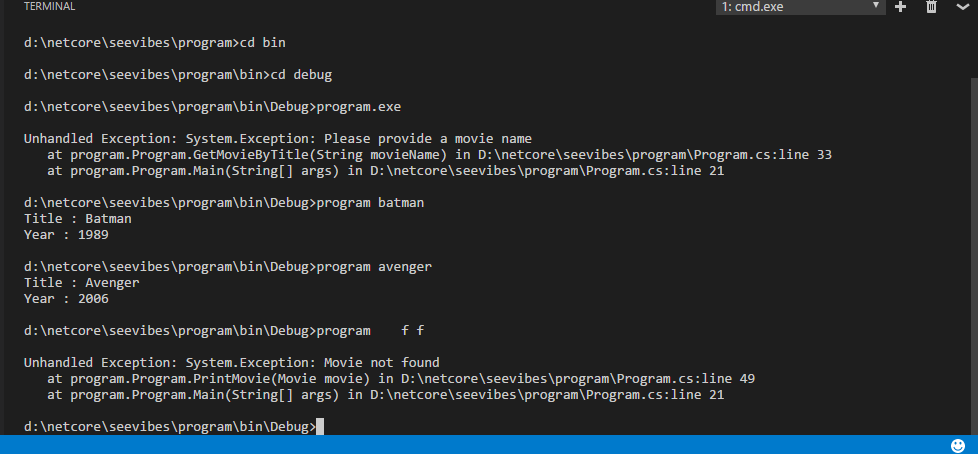 TERMINAL
1: cmd.exe
d:\netcore\seevibes\program>cd bin
d:\netcore\seevibes\program\bin>cd debug
d:\netcore\seevibes\program\bin\Debug>program.exe
Unhandled Exception: System.Exception: Please provide a movie name
   at program.Program.GetMovieByTitle(String movieName) in D:\netcore\seevibes\program\Program.cs:line 33
   at program.Program.Main(String[] args) in D:\netcore\seevibes\program\Program.cs:line 21
d:\netcore\seevibes\program\bin\Debug>program batman
Title : Batman
Year : 1989
d:\netcore\seevibes\program\bin\Debug>program avenger
Title : Avenger
Year : 2006
d:\netcore\seevibes\program\bin\Debug>program    f f
Unhandled Exception: System.Exception: Movie not found
   at program.Program.PrintMovie(Movie movie) in D:\netcore\seevibes\program\Program.cs:line 49
   at program.Program.Main(String[] args) in D:\netcore\seevibes\program\Program.cs:line 21
d:\netcore\seevibes\program\bin\Debug>